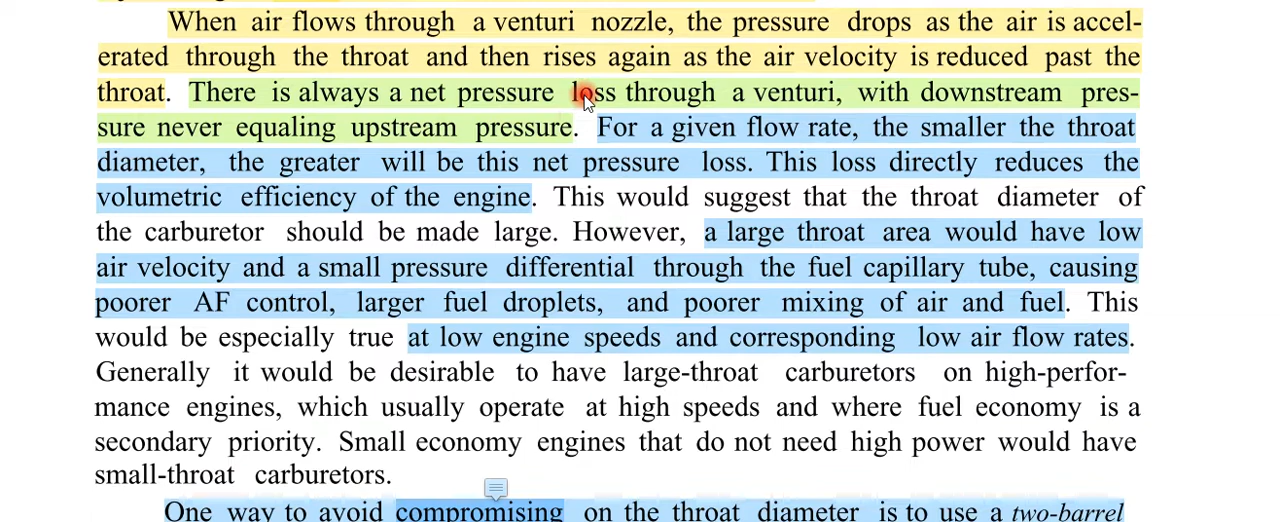 When air flows through a venturi nozzle, the pressure drops as the air is accel-
erated through the throat and then rises again as the air velocity is reduced past the
throat. There is always a net pressure loss through a venturi, with downstream pres-
sure never equaling upstream pressure. For a given flow rate, the smaller the throat
diameter, the greater will be this net pressure loss. This loss directly reduces the
volumetric efficiency of the engine. This would suggest that the throat diameter of
the carburetor should be made large. However, a large throat area would have low
air velocity and a small pressure differential through the fuel capillary tube, causing
poorer AF control, larger fuel droplets, and poorer mixing of air and fuel. This
would be especially true at low engine speeds and corresponding low air flow rates.
Generally it would be desirable to have large-throat carburetors on high-perfor-
mance engines, which usually operate at high speeds and where fuel economy is a
secondary priority. Small economy engines that do not need high power would have
small-throat carburetors.
One way to avoid compromising on the throat diameter is to use a two-barrel